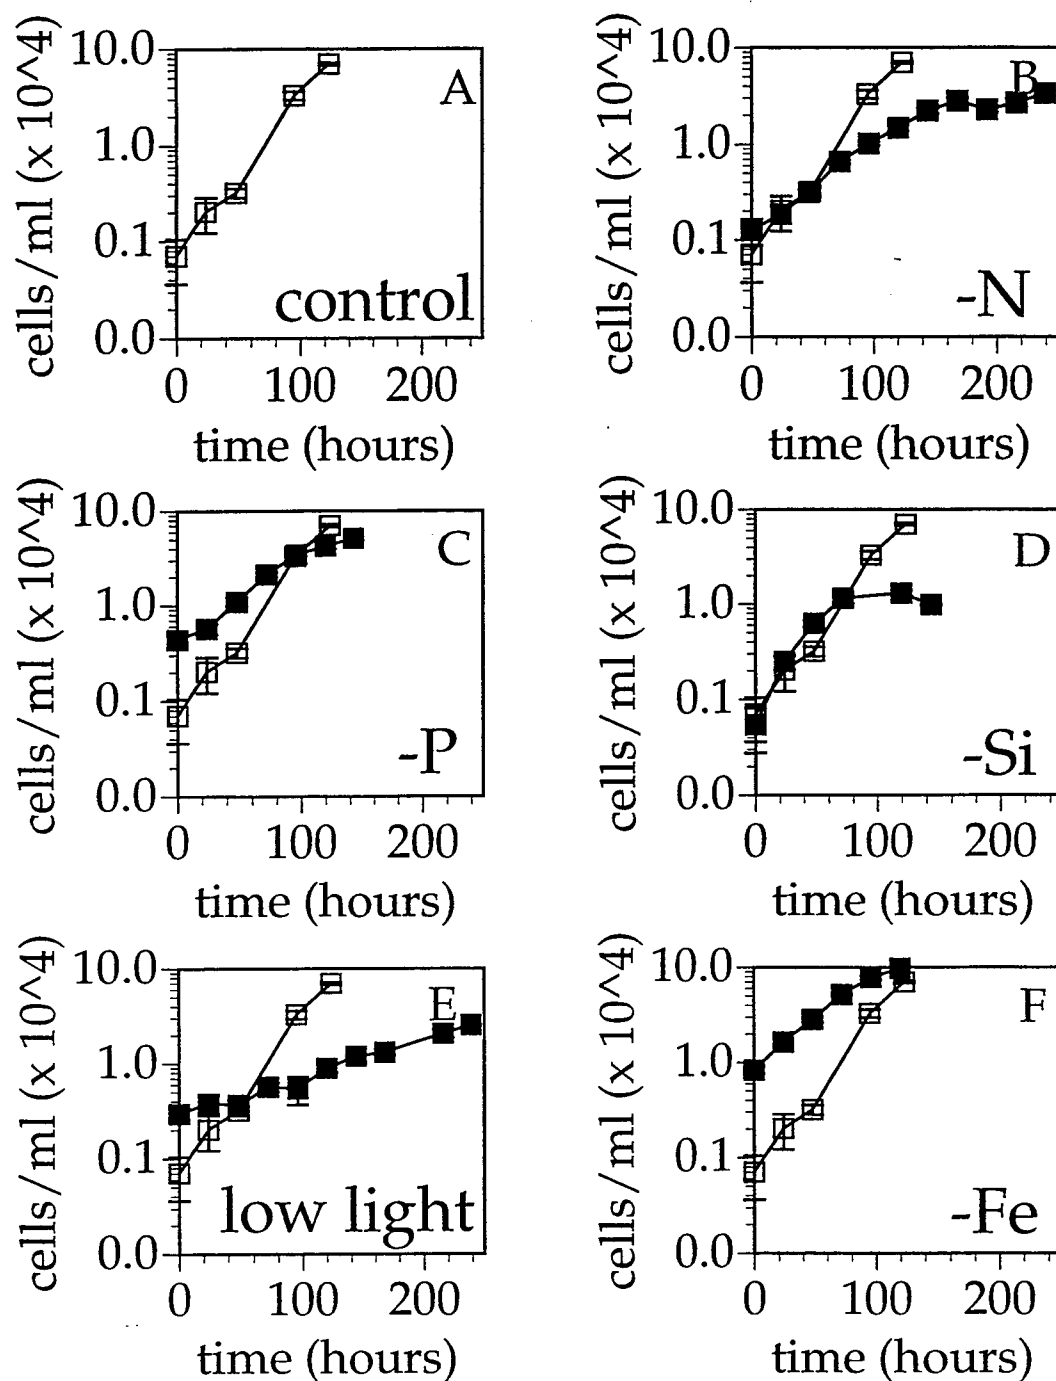 cells/ml (x 10^4)
10.0
1.0
0.1
0.0
A
control
0 100 200
time (hours)
cells/ml (x 10^4)
10.0
1.0
0.1
0.0
B
-N
0 100 200
time (hours)
cells/ml (x 10^4)
10.0
1.0
0.1
0.0
C
-P
0 100 200
time (hours)
cells/ml (x 10^4)
10.0
1.0
0.1
0.0
D
-Si
0 100 200
time (hours)
cells/ml (x 10^4)
10.0
1.0
0.1
0.0
E
low light
0 100 200
time (hours)
cells/ml (x 10^4)
10.0
1.0
0.1
0.0
F
-Fe
0 100 200
time (hours)